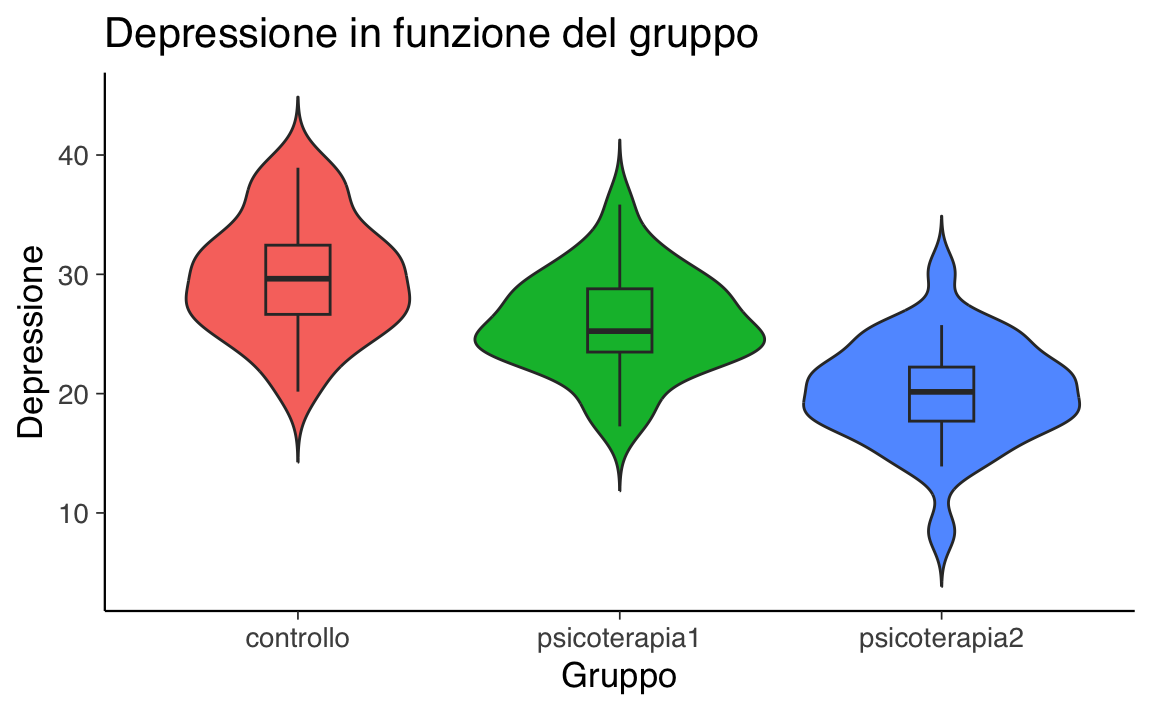 Depressione in funzione del gruppo
Depressione
40
30
20
10
controllo psicoterapia1 psicoterapia2
Gruppo